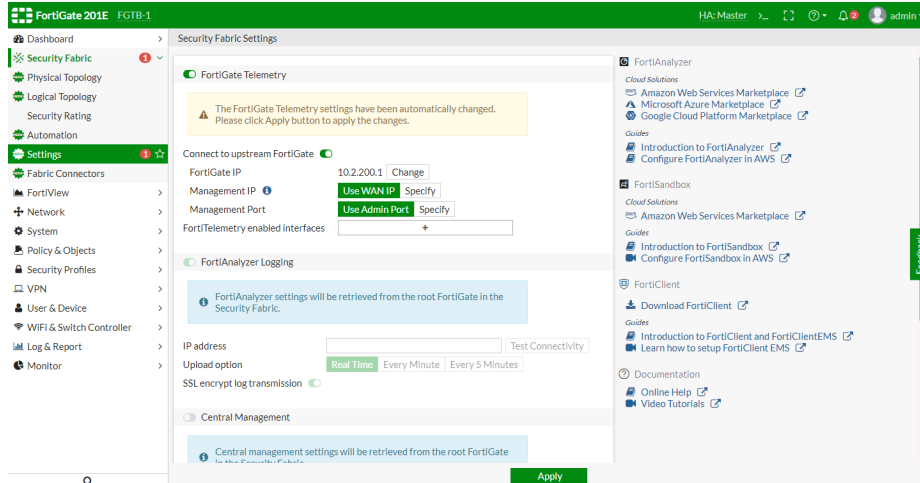 FortiGate 201E FGTB-1
HA: Master >_ 2 admin
Dashboard
Security Fabric 1
Physical Topology
Logical Topology
Security Rating
Automation
Settings 1
Fabric Connectors
FortiView
Network
System
Policy & Objects
Security Profiles
VPN
User & Device
WiFi & Switch Controller
Log & Report
Monitor
Security Fabric Settings
FortiGate Telemetry
The FortiGate Telemetry settings have been automatically changed.
Please click Apply button to apply the changes.
Connect to upstream FortiGate
FortiGate IP 10.2.200.1 Change
Management IP Use WAN IP Specify
Management Port Use Admin Port Specify
FortiTelemetry enabled interfaces +
FortiAnalyzer Logging
FortiAnalyzer settings will be retrieved from the root FortiGate in the
Security Fabric.
IP address Test Connectivity
Upload option Real Time Every Minute Every 5 Minutes
SSL encrypt log transmission
Central Management
Central management settings will be retrieved from the root FortiGate
in the Security Fabric.
Apply
FortiAnalyzer
Cloud Solutions
Amazon Web Services Marketplace
Microsoft Azure Marketplace
Google Cloud Platform Marketplace
Guides
Introduction to FortiAnalyzer
Configure FortiAnalyzer in AWS
FortiSandbox
Cloud Solutions
Amazon Web Services Marketplace
Guides
Introduction to FortiSandbox
Configure FortiSandbox in AWS
FortiClient
Download FortiClient
Guides
Introduction to FortiClient and FortiClientEMS
Learn how to setup FortiClient EMS
Documentation
Online Help
Video Tutorials
Feedback